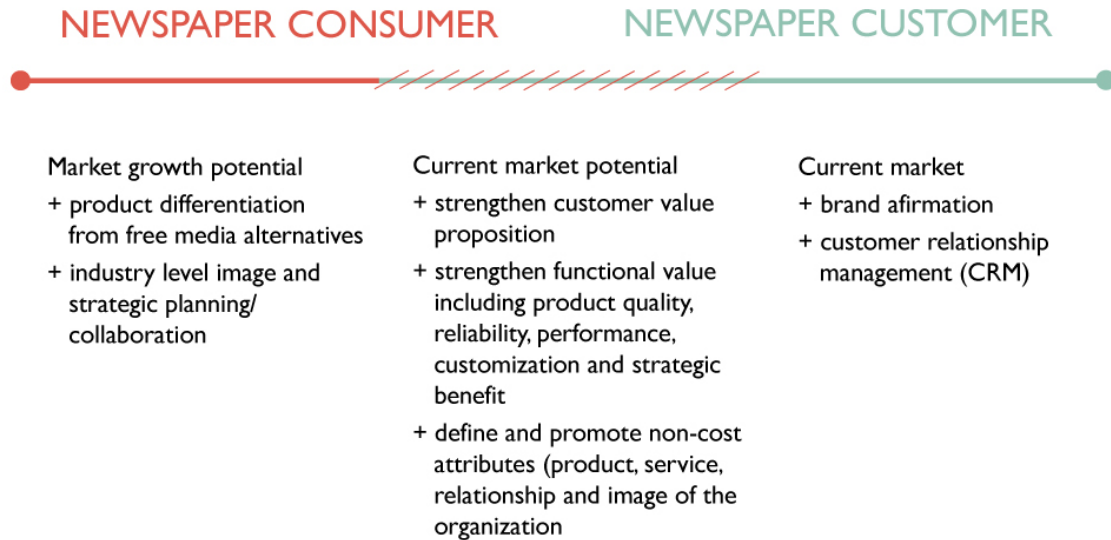 NEWSPAPER CONSUMER
NEWSPAPER CUSTOMER
Market growth potential
+ product differentiation
from free media alternatives
+ industry level image and
strategic planning/
collaboration
Current market potential
+ strengthen customer value
proposition
+ strengthen functional value
including product quality,
reliability, performance,
customization and strategic
benefit
+ define and promote non-cost
attributes (product, service,
relationship and image of the
organization
Current market
+ brand afirmation
+ customer relationship
management (CRM)